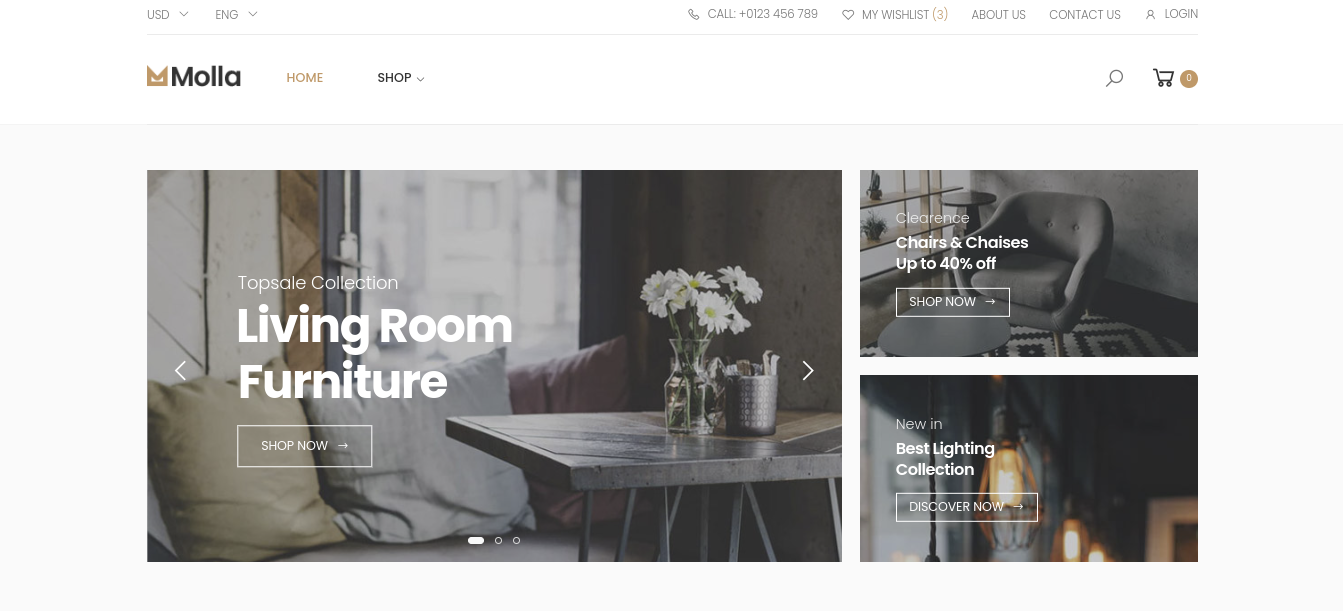 USD
ENG
CALL: +0123 456 789
MY WISHLIST (3)
ABOUT US
CONTACT US
LOGIN
Molla
HOME
SHOP
0
Topsale Collection
Living Room
Furniture
SHOP NOW →
Clearence
Chairs & Chaises
Up to 40% off
SHOP NOW →
New in
Best Lighting
Collection
DISCOVER NOW →